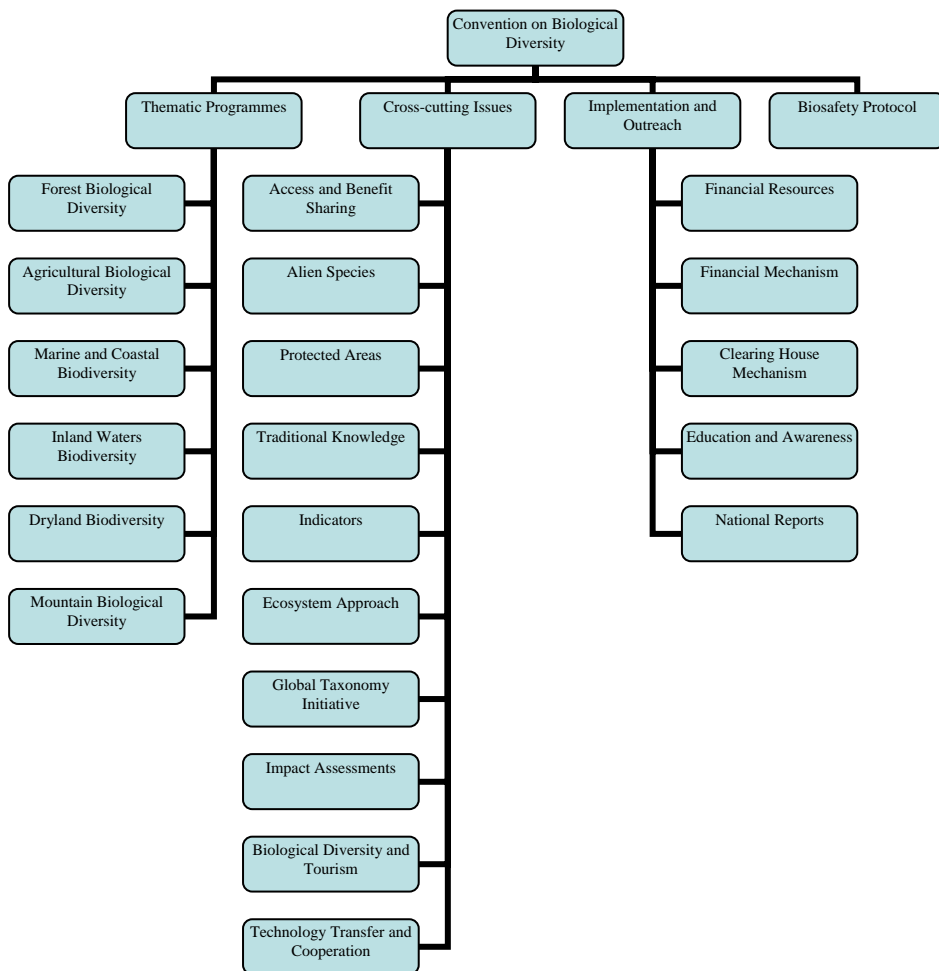 Convention on Biological
Diversity
Thematic Programmes
Cross-cutting Issues
Implementation and
Outreach
Biosafety Protocol
Forest Biological
Diversity
Agricultural Biological
Diversity
Marine and Coastal
Biodiversity
Inland Waters
Biodiversity
Dryland Biodiversity
Mountain Biological
Diversity
Access and Benefit
Sharing
Alien Species
Protected Areas
Traditional Knowledge
Indicators
Ecosystem Approach
Global Taxonomy
Initiative
Impact Assessments
Biological Diversity and
Tourism
Technology Transfer and
Cooperation
Financial Resources
Financial Mechanism
Clearing House
Mechanism
Education and Awareness
National Reports